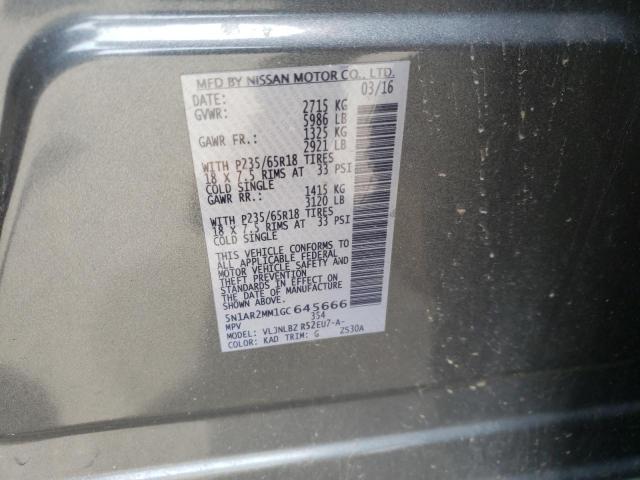 MFD BY NISSAN MOTOR CO., LTD.
DATE: 03/16
GVWR: 2715 KG
5986 LB
GAWR FR.: 1325 KG
2921 LB
WITH P235/65R18 TIRES
18 X 7.5 RIMS AT 33 PSI
COLD SINGLE
GAWR RR.: 1415 KG
3120 LB
WITH P235/65R18 TIRES
18 X 7.5 RIMS AT 33 PSI
COLD SINGLE
THIS VEHICLE CONFORMS TO
ALL APPLICABLE FEDERAL
MOTOR VEHICLE SAFETY AND
THEFT PREVENTION
STANDARDS IN EFFECT ON
THE DATE OF MANUFACTURE
SHOWN ABOVE.
5N1AR2MM1GC645666
MPV 354
MODEL: VLJNLBZ R52EU7-A-
COLOR: KAD TRIM: G ZS30A